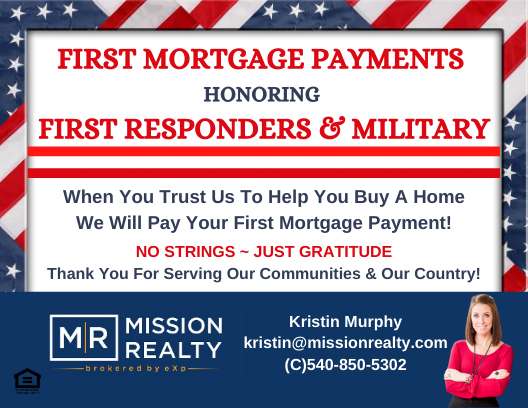 FIRST MORTGAGE PAYMENTS
HONORING
FIRST RESPONDERS & MILITARY
When You Trust Us To Help You Buy A Home
We Will Pay Your First Mortgage Payment!
NO STRINGS ~ JUST GRATITUDE
Thank You For Serving Our Communities & Our Country!
M|R MISSION
REALTY
brokered by eXp
Kristin Murphy
kristin@missionrealty.com
(C)540-850-5302